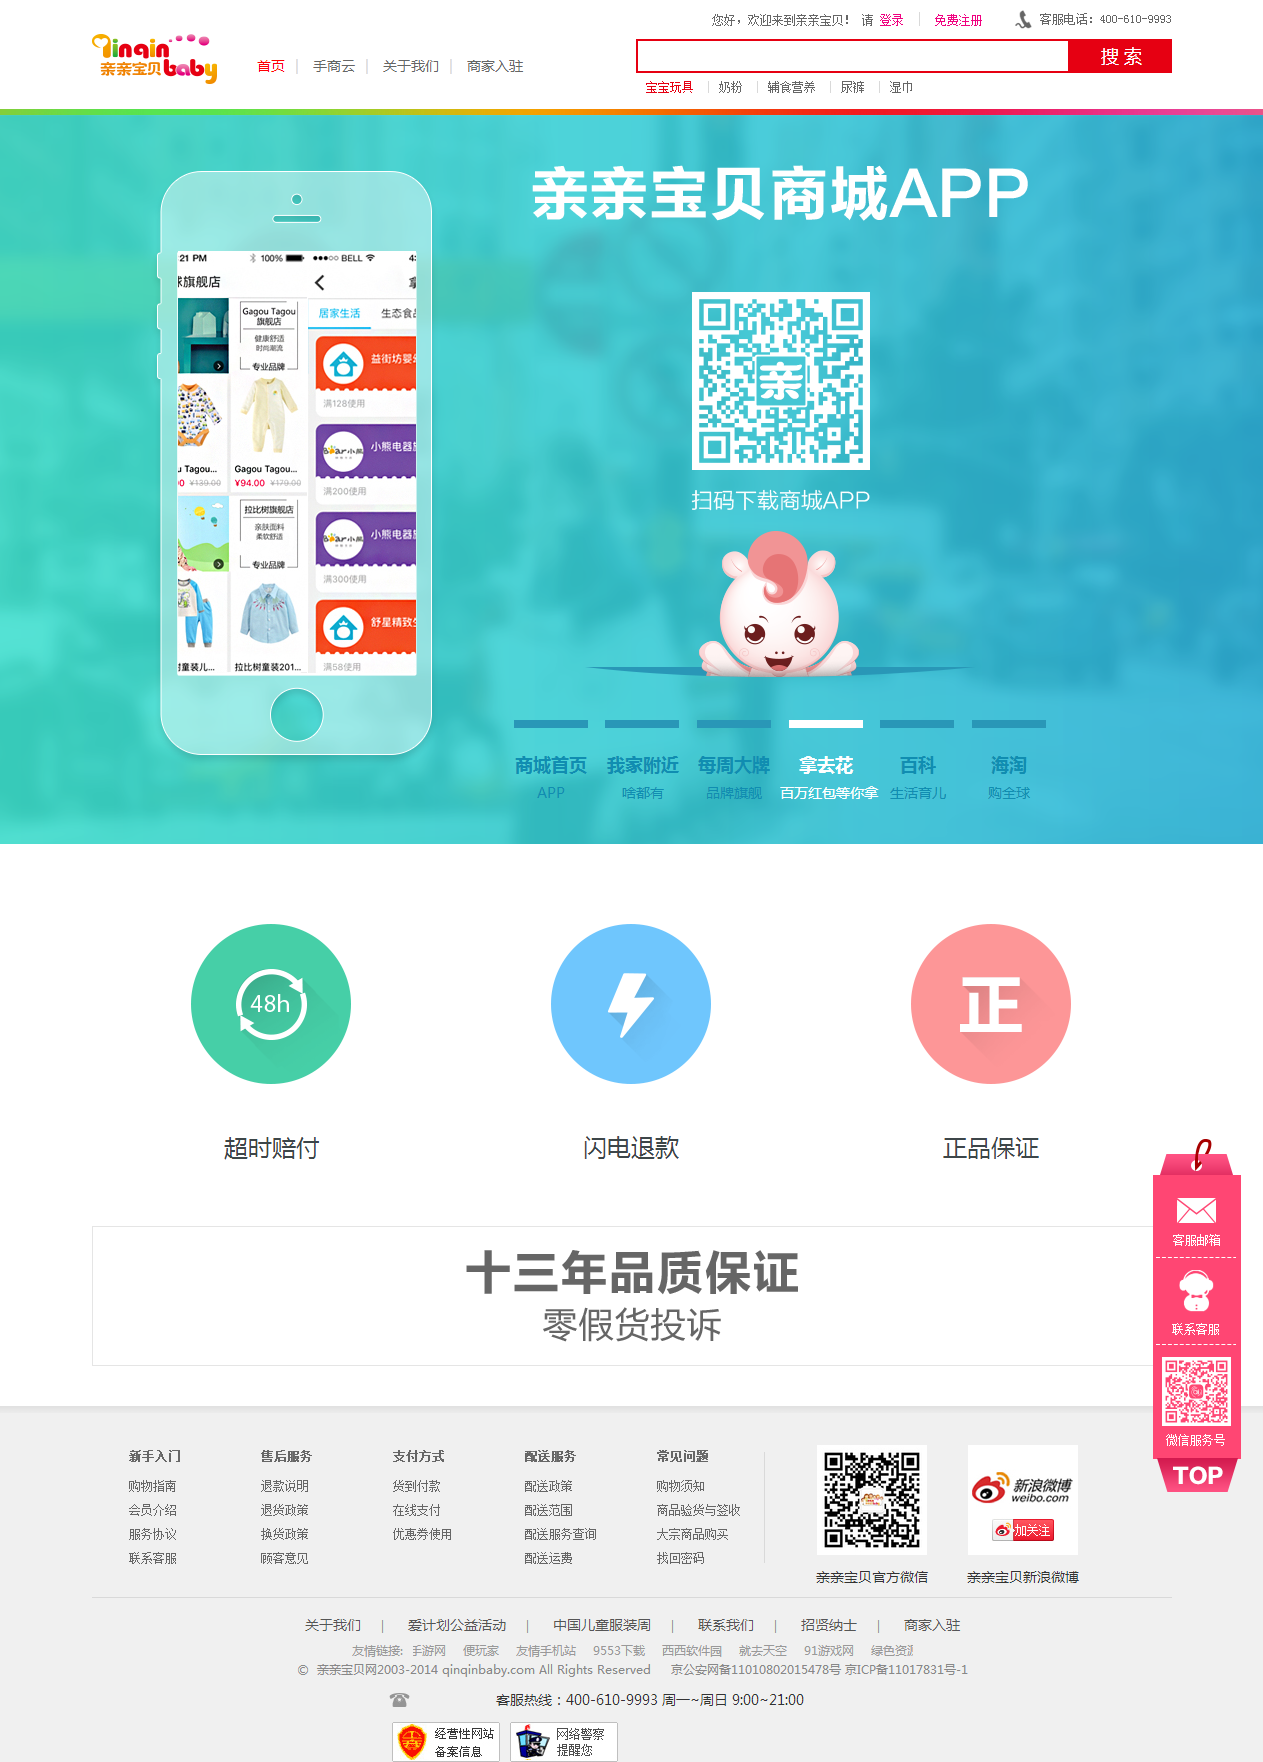 您好，欢迎来到亲亲宝贝！ 请 登录 免费注册 客服电话：400-610-9993
Qinqin baby
亲亲宝贝
首页 手商云 关于我们 商家入驻
搜 索
宝宝玩具 奶粉 辅食营养 尿裤 湿巾
亲亲宝贝商城APP
21 PM 100% BELL 4:
球旗舰店
Gagou Tagou
旗舰店
健康舒适
时尚潮流
专业品牌
居家生活 生态食品
益街坊婴
满128使用
u Tagou... Gagou Tagou...
00 ¥139.00 ¥94.00 ¥179.00
小熊电器旗
满200使用
拉比树旗舰店
亲肤面料
柔软舒适
专业品牌
小熊电器旗
满300使用
舒星精致生
满58使用
树童装儿... 拉比树童装201...
亲
扫码下载商城APP
商城首页 我家附近 每周大牌 拿去花 百科 海淘
APP 啥都有 品牌旗舰 百万红包等你拿 生活育儿 购全球
48h
正
超时赔付 闪电退款 正品保证
十三年品质保证
零假货投诉
客服邮箱
联系客服
微信服务号
TOP
新手入门 售后服务 支付方式 配送服务 常见问题
购物指南 退款说明 货到付款 配送政策 购物须知
会员介绍 退货政策 在线支付 配送范围 商品验货与签收
服务协议 换货政策 优惠券使用 配送服务查询 大宗商品购买
联系客服 顾客意见 配送运费 找回密码
新浪微博
weibo.com
加关注
亲亲宝贝官方微信 亲亲宝贝新浪微博
关于我们 | 爱计划公益活动 | 中国儿童服装周 | 联系我们 | 招贤纳士 | 商家入驻
友情链接: 手游网 便玩家 友情手机站 9553下载 西西软件园 就去天空 91游戏网 绿色资源
© 亲亲宝贝网2003-2014 qinqinbaby.com All Rights Reserved 京公安网备11010802015478号 京ICP备11017831号-1
客服热线：400-610-9993 周一~周日 9:00~21:00
经营性网站
备案信息
网络警察
提醒您